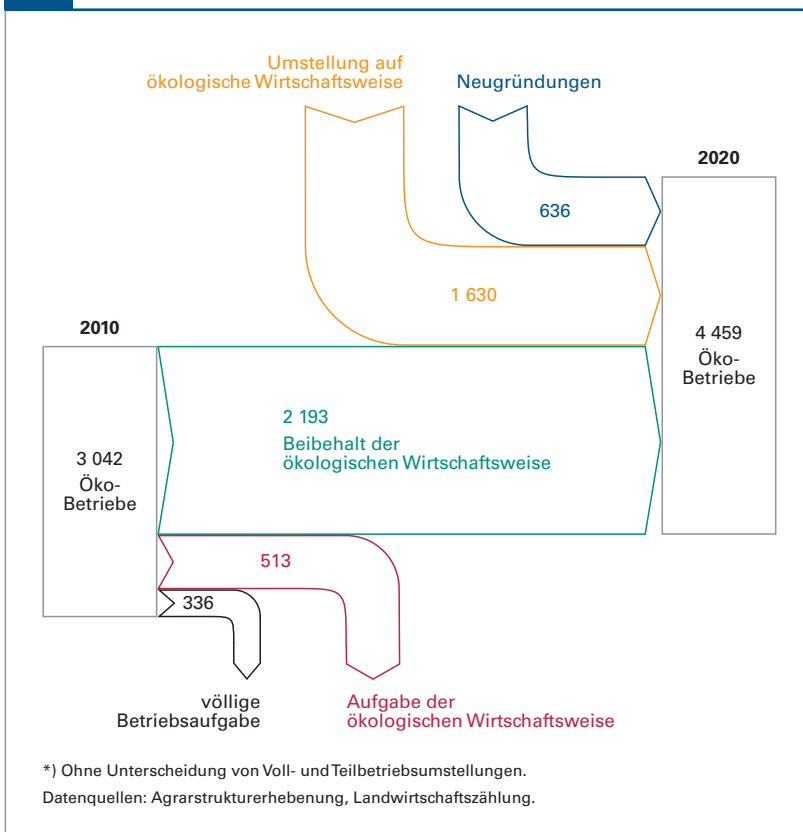 Umstellung auf
ökologische Wirtschaftsweise
Neugründungen
2020
636
1 630
2010
4 459
Öko-
Betriebe
2 193
Beibehalt der
ökologischen Wirtschaftsweise
3 042
Öko-
Betriebe
513
336
völlige
Betriebsaufgabe
Aufgabe der
ökologischen Wirtschaftsweise
*) Ohne Unterscheidung von Voll- und Teilbetriebsumstellungen.
Datenquellen: Agrarstrukturerhebenung, Landwirtschaftszählung.